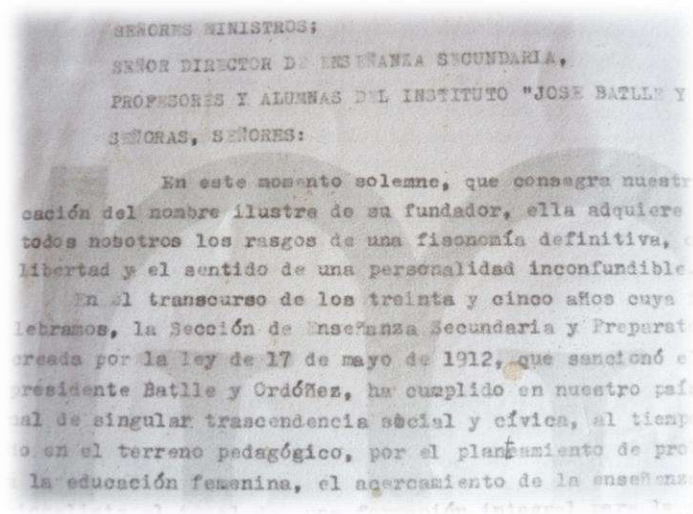 SEÑORES MINISTROS;
SEÑOR DIRECTOR DE ENSEÑANZA SECUNDARIA,
PROFESORES Y ALUMNAS DEL INSTITUTO "JOSE BATLLE Y
SEÑORAS, SEÑORES:
En este momento solemne, que consagra nuestr
cación del nombre ilustre de su fundador, ella adquiere
todos nosotros los rasgos de una fisonomía definitiva,
libertad y el sentido de una personalidad inconfundible
En el transcurso de los treinta y cinco años cuya
lebramos, la Sección de Enseñanza Secundaria y Preparat
creada por la ley de 17 de mayo de 1912, que sancionó e
presidente Batlle y Ordóñez, ha cumplido en nuestro paí
al de singular trascendencia social y cívica, al tiemp
o en el terreno pedagógico, por el planteamiento de pro
la educación femenina, el acercamiento de la enseñanz
integral para la